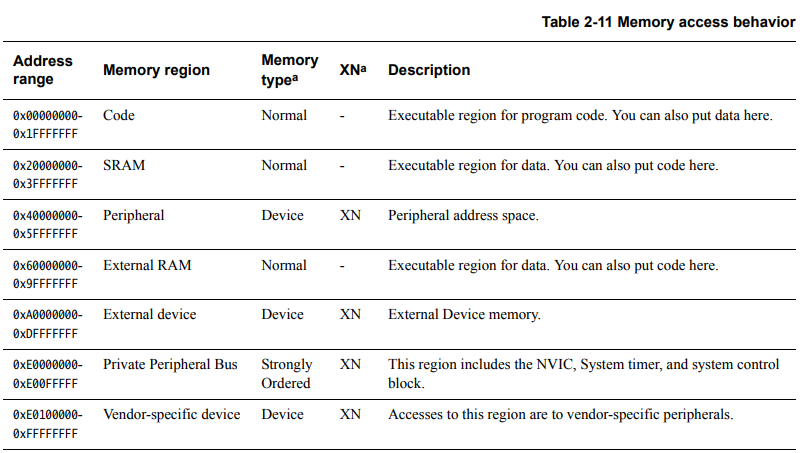 Table 2-11 Memory access behavior
Address range Memory region Memory typeᵃ XNᵃ Description
0x00000000-0x1FFFFFFF Code Normal - Executable region for program code. You can also put data here.
0x20000000-0x3FFFFFFF SRAM Normal - Executable region for data. You can also put code here.
0x40000000-0x5FFFFFFF Peripheral Device XN Peripheral address space.
0x60000000-0x9FFFFFFF External RAM Normal - Executable region for data. You can also put code here.
0xA0000000-0xDFFFFFFF External device Device XN External Device memory.
0xE0000000-0xE00FFFFF Private Peripheral Bus Strongly Ordered XN This region includes the NVIC, System timer, and system control block.
0xE0100000-0xFFFFFFFF Vendor-specific device Device XN Accesses to this region are to vendor-specific peripherals.